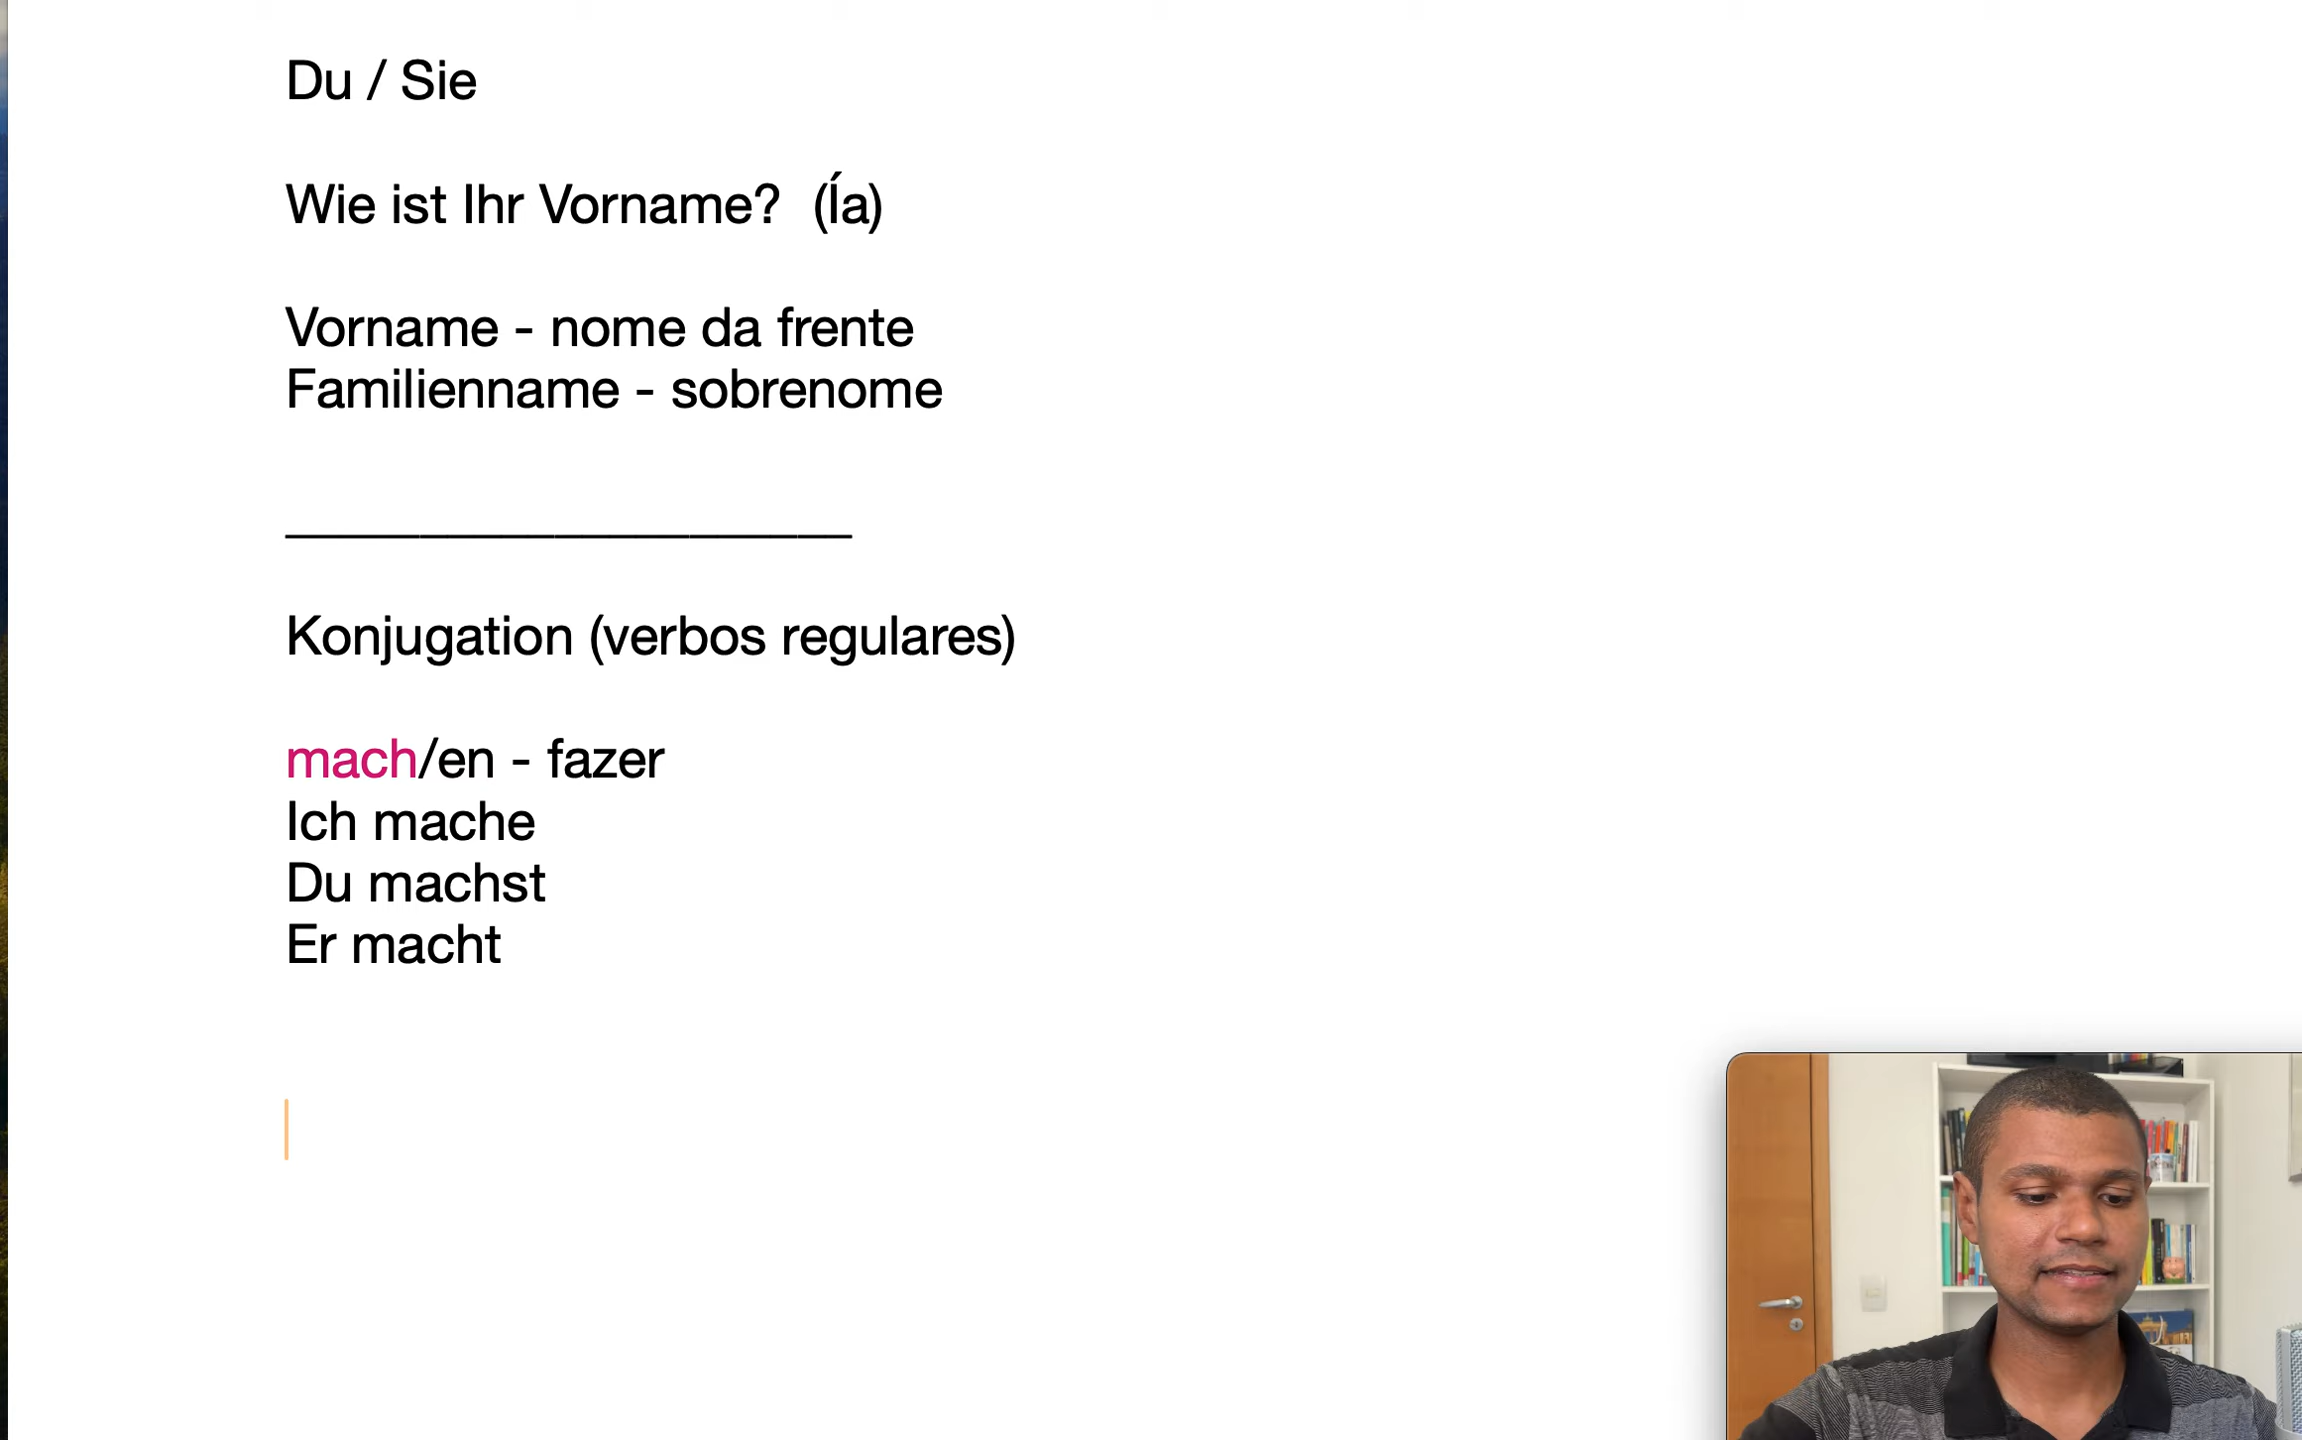 Du / Sie
Wie ist Ihr Vorname? (Ía)
Vorname - nome da frente
Familienname - sobrenome
_____________________
Konjugation (verbos regulares)
mach/en - fazer
Ich mache
Du machst
Er macht